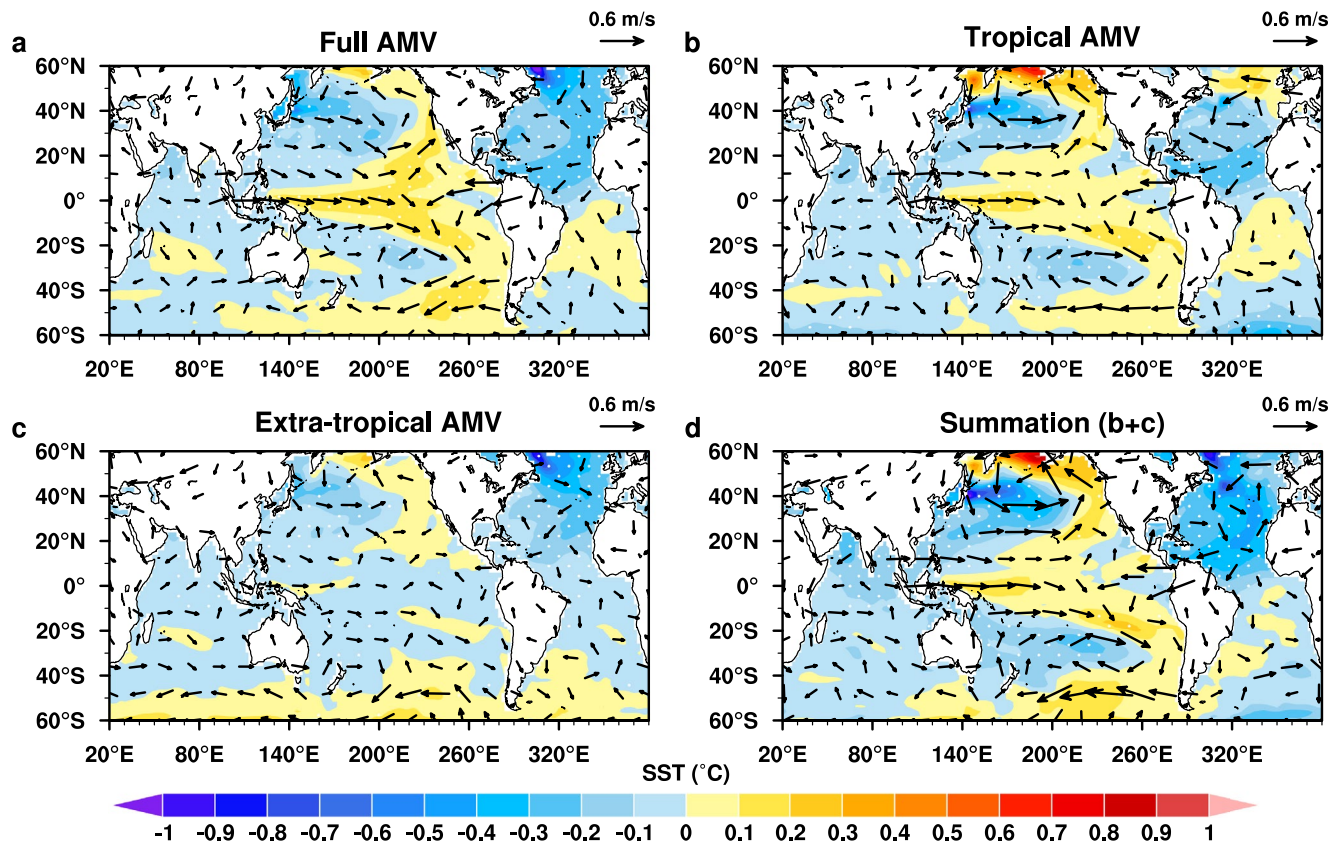 0.6 m/s 0.6 m/s
a Full AMV b Tropical AMV
60°N 60°N
40°N 40°N
20°N 20°N
0° 0°
20°S 20°S
40°S 40°S
60°S 60°S
20°E 80°E 140°E 200°E 260°E 320°E 20°E 80°E 140°E 200°E 260°E 320°E
0.6 m/s 0.6 m/s
c Extra-tropical AMV d Summation (b+c)
60°N 60°N
40°N 40°N
20°N 20°N
0° 0°
20°S 20°S
40°S 40°S
60°S 60°S
20°E 80°E 140°E 200°E 260°E 320°E 20°E 80°E 140°E 200°E 260°E 320°E
SST (°C)
-1 -0.9 -0.8 -0.7 -0.6 -0.5 -0.4 -0.3 -0.2 -0.1 0 0.1 0.2 0.3 0.4 0.5 0.6 0.7 0.8 0.9 1